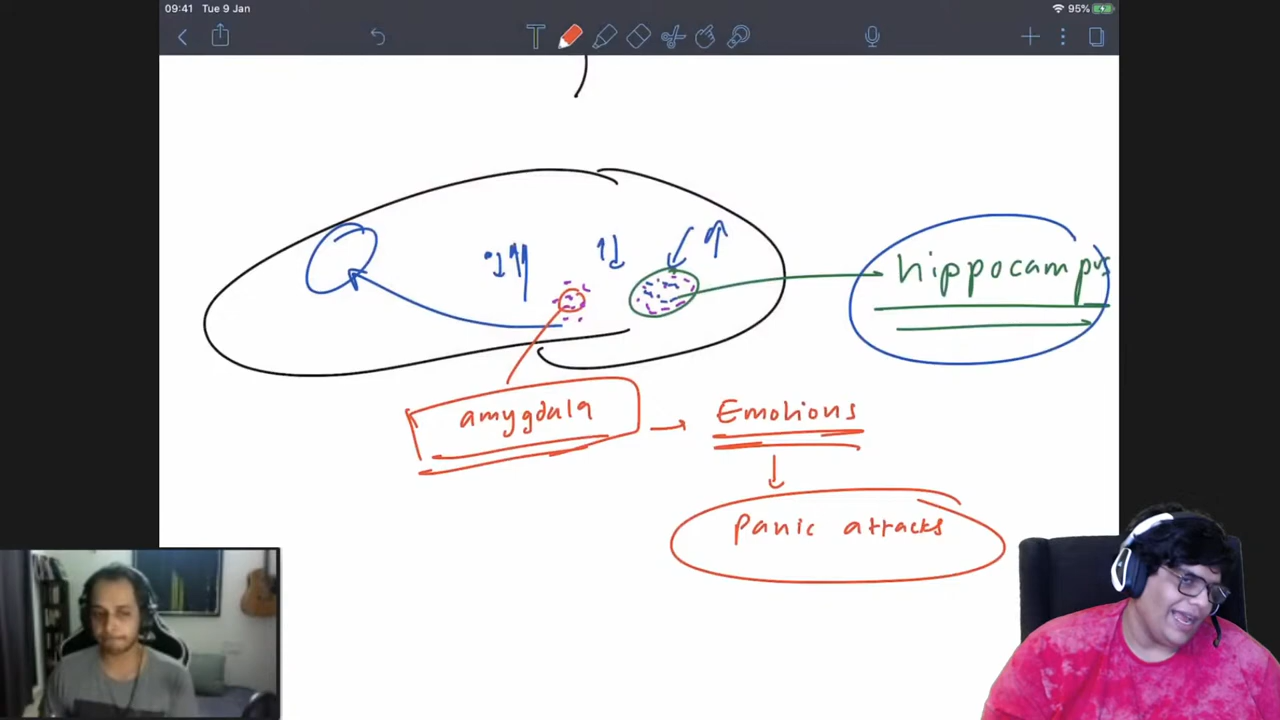 09:41 Tue 9 Jan
95%
T
hippocampus
amygdala
Emotions
panic attacks